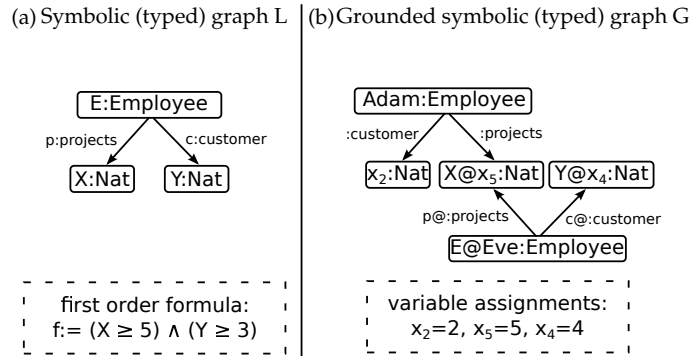 (a) Symbolic (typed) graph L
E:Employee
p:projects
c:customer
X:Nat
Y:Nat
first order formula:
f:= (X ≥ 5) ∧ (Y ≥ 3)
(b) Grounded symbolic (typed) graph G
Adam:Employee
:customer
:projects
x₂:Nat
X@x₅:Nat
Y@x₄:Nat
p@:projects
c@:customer
E@Eve:Employee
variable assignments:
x₂=2, x₅=5, x₄=4